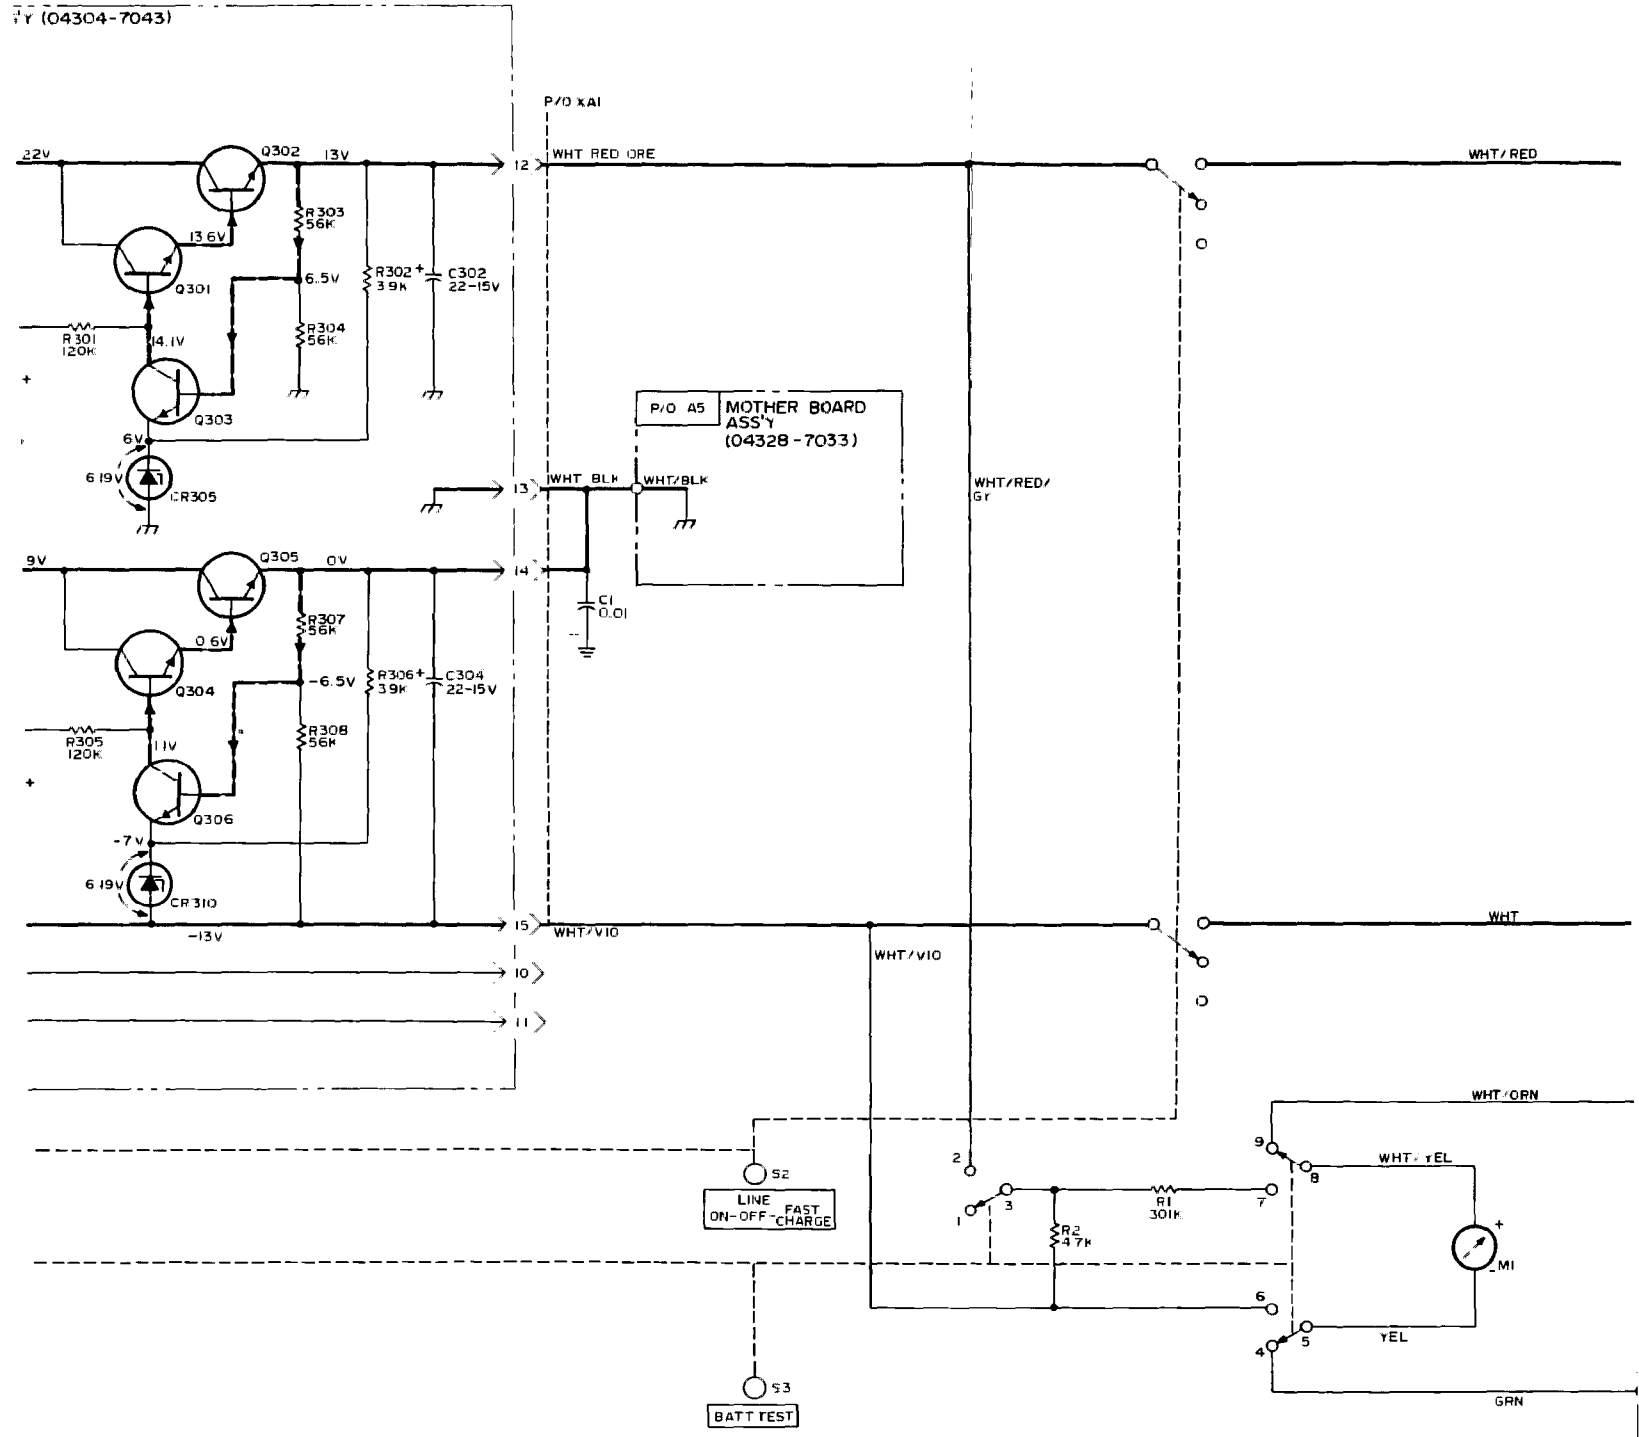 TY (04304-7043)
P/O XA1
22V
Q302
13V
12
WHT RED ORE
WHT/RED
R303
56K
13.6V
Q301
6.5V
R302
3.9K
+
C302
22-15V
R301
120K
R304
56K
14.1V
+
Q303
6V
6.19V
CR305
P/O A5
MOTHER BOARD
ASS'Y
(04328-7033)
13
WHT BLK
WHT/BLK
WHT/RED/
GY
9V
Q305
0V
14
C1
0.01
R307
56K
0.6V
Q304
-6.5V
R306
3.9K
+
C304
22-15V
R305
120K
R308
56K
1.1V
+
Q306
-7V
6.19V
CR310
-13V
15
WHT/VIO
WHT/VIO
WHT
10
11
WHT/ORN
S2
LINE
ON-OFF-FAST
CHARGE
2
3
1
R1
301K
R2
4.7K
9
8
7
WHT/YEL
+
-
M1
6
5
4
YEL
GRN
S3
BATT TEST